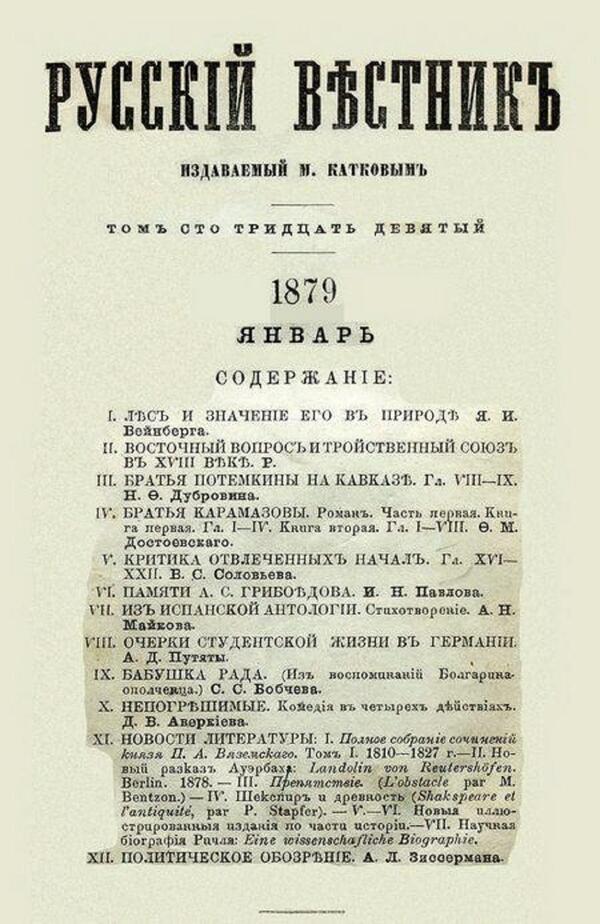 РУССКІЙ ВѢСТНИКЪ
ИЗДАВАЕМЫЙ М. КАТКОВЫМЪ
ТОМЪ СТО ТРИДЦАТЬ ДЕВЯТЫЙ
1879
ЯНВАРЬ
СОДЕРЖАНІЕ:
I. ЛѢСЪ И ЗНАЧЕНІЕ ЕГО ВЪ ПРИРОДѢ Я. И.
Вейнберга.
II. ВОСТОЧНЫЙ ВОПРОСЪ И ТРОЙСТВЕННЫЙ СОЮЗЪ
ВЪ XVIII ВѢКѢ. Р.
III. БРАТЬЯ ПОТЕМКИНЫ НА КАВКАЗѢ. Гл. VIII—IX.
Н. Ѳ. Дубровина.
IV. БРАТЬЯ КАРАМАЗОВЫ. Романъ. Часть первая. Кни-
га первая. Гл. I—IV. Книга вторая. Гл. I—VIII. Ѳ. М.
Достоевскаго.
V. КРИТИКА ОТВЛЕЧЕННЫХЪ НАЧАЛЪ. Гл. XVI—
XXII. В. С. Соловьева.
VI. ПАМЯТИ А. С. ГРИБОѢДОВА. И. Н. Павлова.
VII. ИЗЪ ИСПАНСКОЙ АНТОЛОГІИ. Стихотвореніе. А. Н.
Майкова.
VIII. ОЧЕРКИ СТУДЕНТСКОЙ ЖИЗНИ ВЪ ГЕРМАНІИ.
А. Д. Путяты.
IX. БАБУШКА РАДА. (Изъ воспоминаній Болгарина-
ополченца.) С. С. Бобчева.
X. НЕПОГРѢШИМЫЕ. Комедія въ четырехъ дѣйствіяхъ.
Д. В. Аверкіева.
XI. НОВОСТИ ЛИТЕРАТУРЫ: I. Полное собраніе сочиненій
князя П. А. Вяземскаго. Томъ I. 1810—1827 г.—II. Но-
вый разказъ Ауэрбаха: Landolin von Reutershöfen.
Berlin. 1878. — III. Препятствіе. (L'obstacle par M.
Bentzon.) — IV. Шекспиръ и древность (Shakspeare et
l'antiquité, par P. Stapfer). — V.—VI. Новыя иллю-
стрированныя изданія по части исторіи.—VII. Научная
біографія Ричля: Eine wissenschaftliche Biographie.
XII. ПОЛИТИЧЕСКОЕ ОБОЗРѢНІЕ. А. Л. Зиссермана.